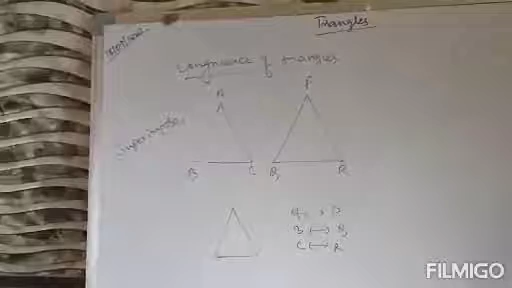 Triangles
Congruence of triangles
A
P
B
C
Q
R
B ↔ Q
C ↔ R
FILMIGO